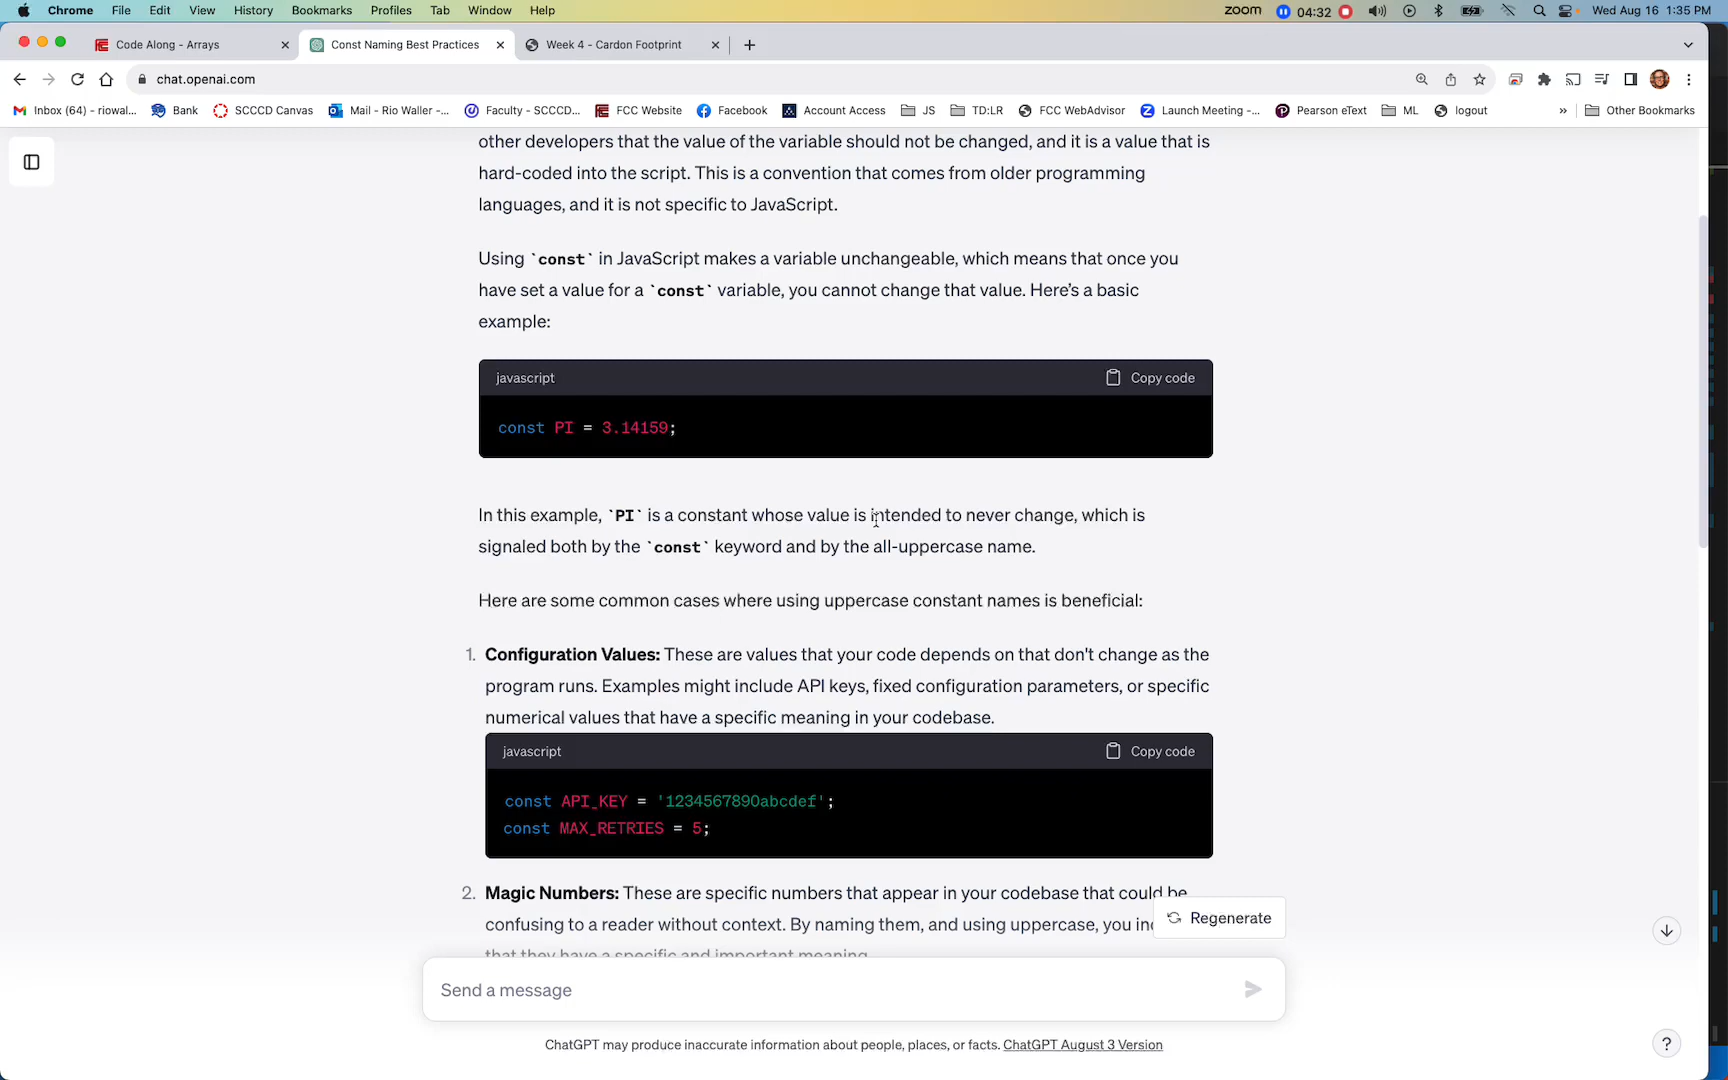 Chrome File Edit View History Bookmarks Profiles Tab Window Help zoom 04:32 Wed Aug 16 1:35 PM
Code Along - Arrays Const Naming Best Practices Week 4 - Cardon Footprint
chat.openai.com
Inbox (64) - riowal... Bank SCCCD Canvas Mail - Rio Waller -... Faculty - SCCCD... FCC Website Facebook Account Access JS TD:LR FCC WebAdvisor Launch Meeting -... Pearson eText ML logout » Other Bookmarks
other developers that the value of the variable should not be changed, and it is a value that is
hard-coded into the script. This is a convention that comes from older programming
languages, and it is not specific to JavaScript.
Using `const` in JavaScript makes a variable unchangeable, which means that once you
have set a value for a `const` variable, you cannot change that value. Here's a basic
example:
javascript Copy code
const PI = 3.14159;
In this example, `PI` is a constant whose value is intended to never change, which is
signaled both by the `const` keyword and by the all-uppercase name.
Here are some common cases where using uppercase constant names is beneficial:
1. Configuration Values: These are values that your code depends on that don't change as the
program runs. Examples might include API keys, fixed configuration parameters, or specific
numerical values that have a specific meaning in your codebase.
javascript Copy code
const API_KEY = '1234567890abcdef';
const MAX_RETRIES = 5;
2. Magic Numbers: These are specific numbers that appear in your codebase that could be
confusing to a reader without context. By naming them, and using uppercase, you in
Regenerate
that they have a specific and important meaning.
Send a message
ChatGPT may produce inaccurate information about people, places, or facts. ChatGPT August 3 Version
?